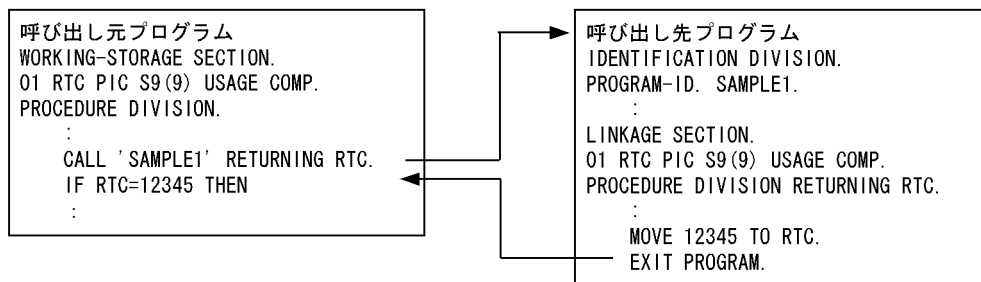 呼び出し元プログラム
WORKING-STORAGE SECTION.
01 RTC PIC S9(9) USAGE COMP.
PROCEDURE DIVISION.
:
CALL 'SAMPLE1' RETURNING RTC.
IF RTC=12345 THEN
:
呼び出し先プログラム
IDENTIFICATION DIVISION.
PROGRAM-ID. SAMPLE1.
:
LINKAGE SECTION.
01 RTC PIC S9(9) USAGE COMP.
PROCEDURE DIVISION RETURNING RTC.
:
MOVE 12345 TO RTC.
EXIT PROGRAM.